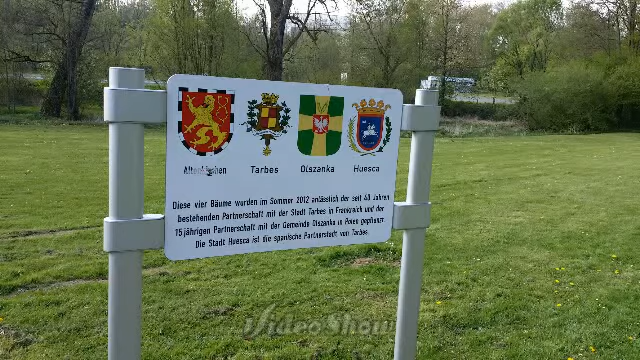 Altenkirchen Tarbes Olszanka Huesca
Diese vier Bäume wurden im Sommer 2012 anlässlich der seit 40 Jahren
bestehenden Partnerschaft mit der Stadt Tarbes in Frankreich und der
15jährigen Partnerschaft mit der Gemeinde Olszanka in Polen gepflanzt.
Die Stadt Huesca ist die spanische Partnerstadt von Tarbes.
VideoShow